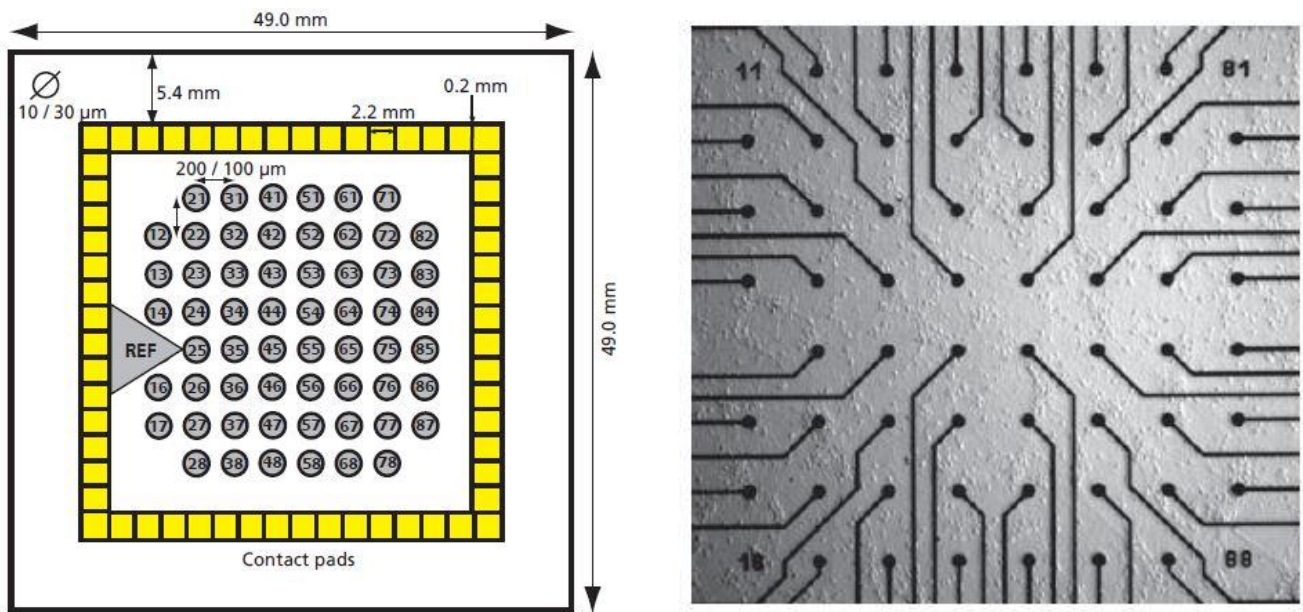 49.0 mm
5.4 mm
0.2 mm
10 / 30 µm
2.2 mm
200 / 100 µm
21 31 41 51 61 71
12 22 32 42 52 62 72 82
13 23 33 43 53 63 73 83
14 24 34 44 54 64 74 84
REF 25 35 45 55 65 75 85
16 26 36 46 56 66 76 86
17 27 37 47 57 67 77 87
28 38 48 58 68 78
Contact pads
49.0 mm
11 81
18 88